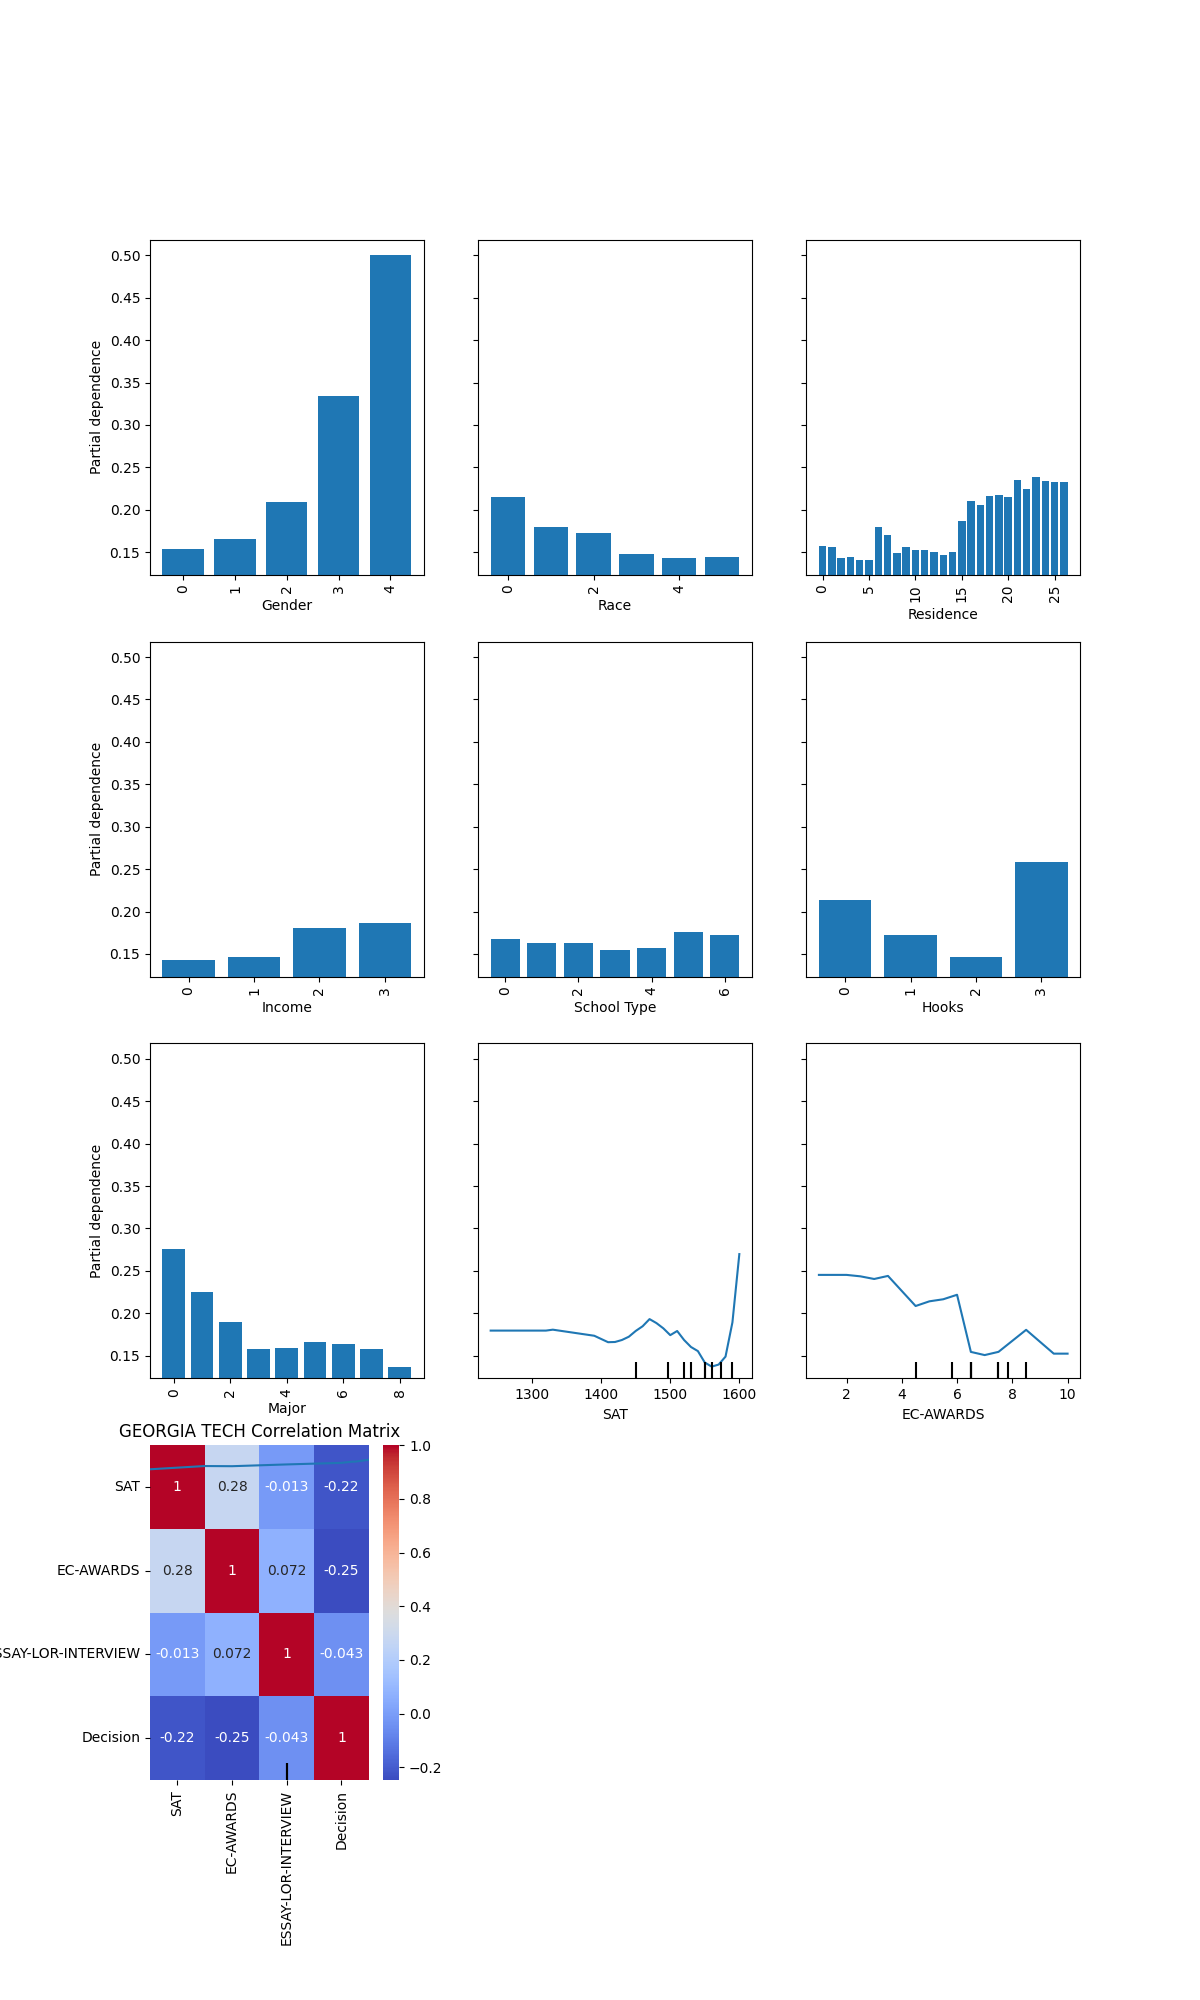 0.50
0.45
0.40
0.35
0.30
0.25
0.20
0.15
Partial dependence
0 1 2 3 4
Gender
0 2 4
Race
0 5 10 15 20 25
Residence
0.50
0.45
0.40
0.35
0.30
0.25
0.20
0.15
Partial dependence
0 1 2 3
Income
0 2 4 6
School Type
0 1 2 3
Hooks
0.50
0.45
0.40
0.35
0.30
0.25
0.20
0.15
Partial dependence
0 2 4 6 8
Major
1300 1400 1500 1600
SAT
2 4 6 8 10
EC-AWARDS
GEORGIA TECH Correlation Matrix
SAT 1 0.28 -0.013 -0.22
EC-AWARDS 0.28 1 0.072 -0.25
SSAY-LOR-INTERVIEW -0.013 0.072 1 -0.043
Decision -0.22 -0.25 -0.043 1
SAT
EC-AWARDS
ESSAY-LOR-INTERVIEW
Decision
1.0
0.8
0.6
0.4
0.2
0.0
−0.2